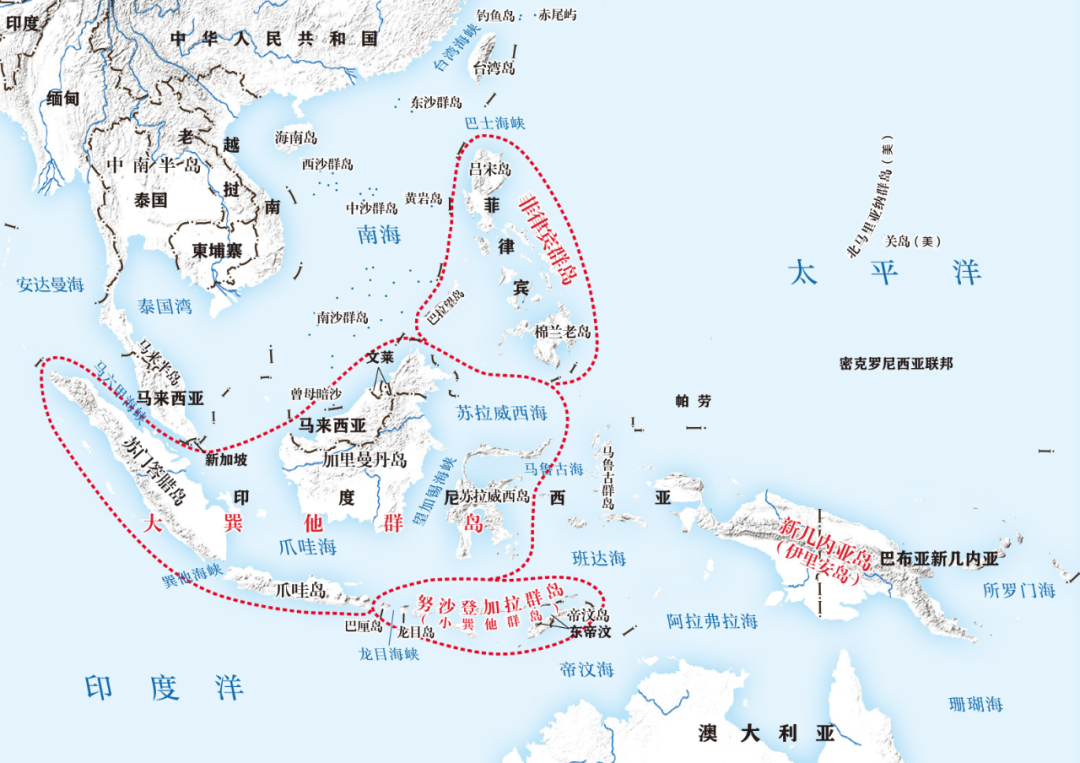 印度
中华人民共和国
钓鱼岛
赤尾屿
台湾海峡
台湾岛
缅甸
东沙群岛
巴士海峡
老挝
越南
海南岛
中南半岛
西沙群岛
吕宋岛
泰国
中沙群岛
黄岩岛
菲律宾
菲律宾群岛
北马里亚纳群岛（美）
关岛（美）
南海
柬埔寨
太平洋
安达曼海
泰国湾
南沙群岛
巴拉望岛
棉兰老岛
马来半岛
文莱
密克罗尼西亚联邦
马六甲海峡
马来西亚
曾母暗沙
马来西亚
苏拉威西海
帕劳
苏门答腊岛
新加坡
加里曼丹岛
望加锡海峡
马鲁古海
马鲁古群岛
印度尼西亚
苏拉威西岛
大巽他群岛
爪哇海
班达海
新几内亚岛
（伊里安岛）
巴布亚新几内亚
巽他海峡
爪哇岛
努沙登加拉群岛
（小巽他群岛）
帝汶岛
东帝汶
所罗门海
巴厘岛
龙目岛
阿拉弗拉海
龙目海峡
帝汶海
印度洋
珊瑚海
澳大利亚